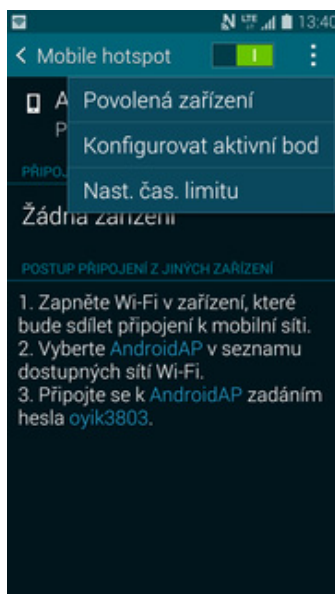 LTE 13:40
Mobile hotspot
A
Povolená zařízení
P
Konfigurovat aktivní bod
PŘIPOJ
Nast. čas. limitu
Žádná zařízení
POSTUP PŘIPOJENÍ Z JINÝCH ZAŘÍZENÍ
1. Zapněte Wi-Fi v zařízení, které
bude sdílet připojení k mobilní síti.
2. Vyberte AndroidAP v seznamu
dostupných sítí Wi-Fi.
3. Připojte se k AndroidAP zadáním
hesla oyik3803.